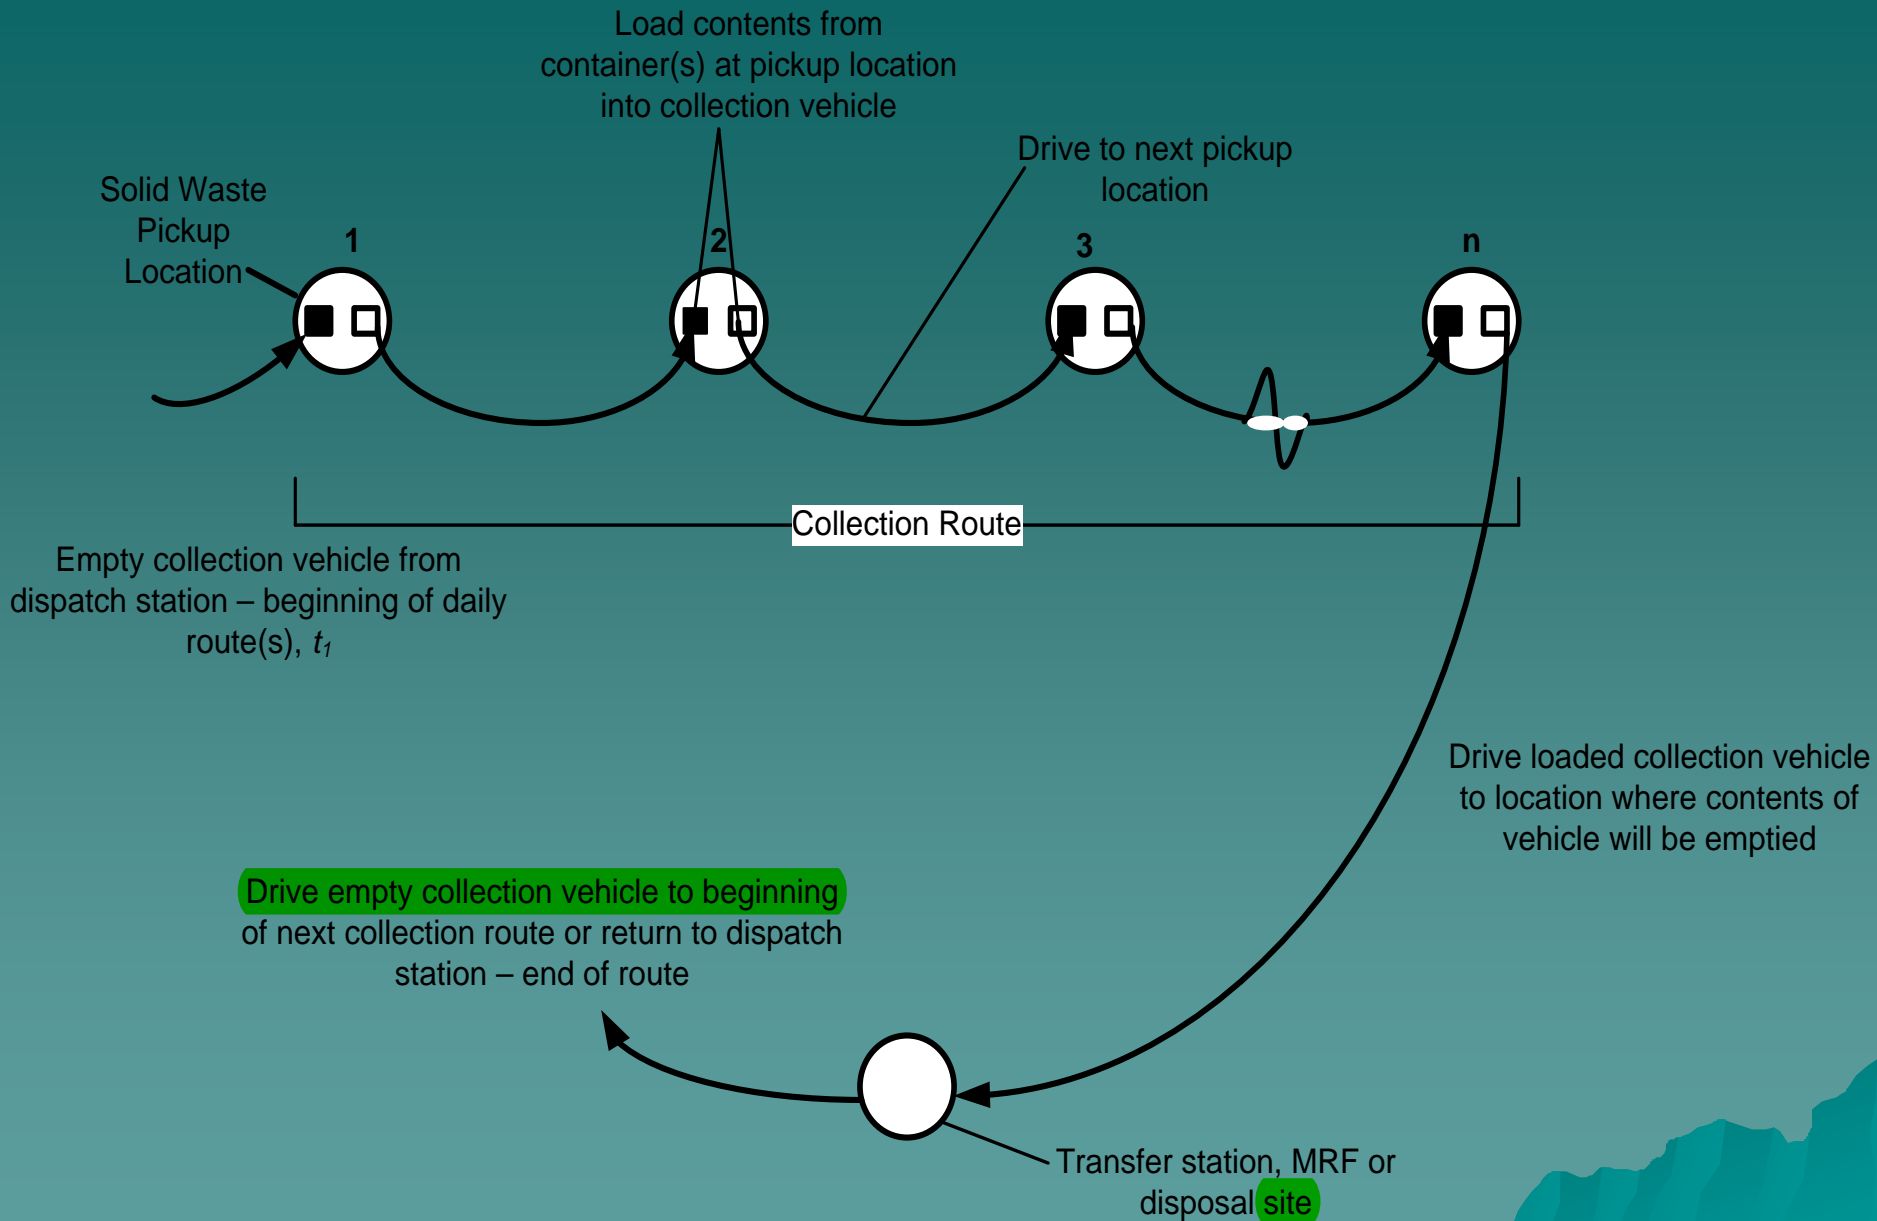 Load contents from
container(s) at pickup location
into collection vehicle
Drive to next pickup
location
Solid Waste
Pickup
Location
1
2
3
n
Collection Route
Empty collection vehicle from
dispatch station – beginning of daily
route(s), t1
Drive loaded collection vehicle
to location where contents of
vehicle will be emptied
Drive empty collection vehicle to beginning
of next collection route or return to dispatch
station – end of route
Transfer station, MRF or
disposal site